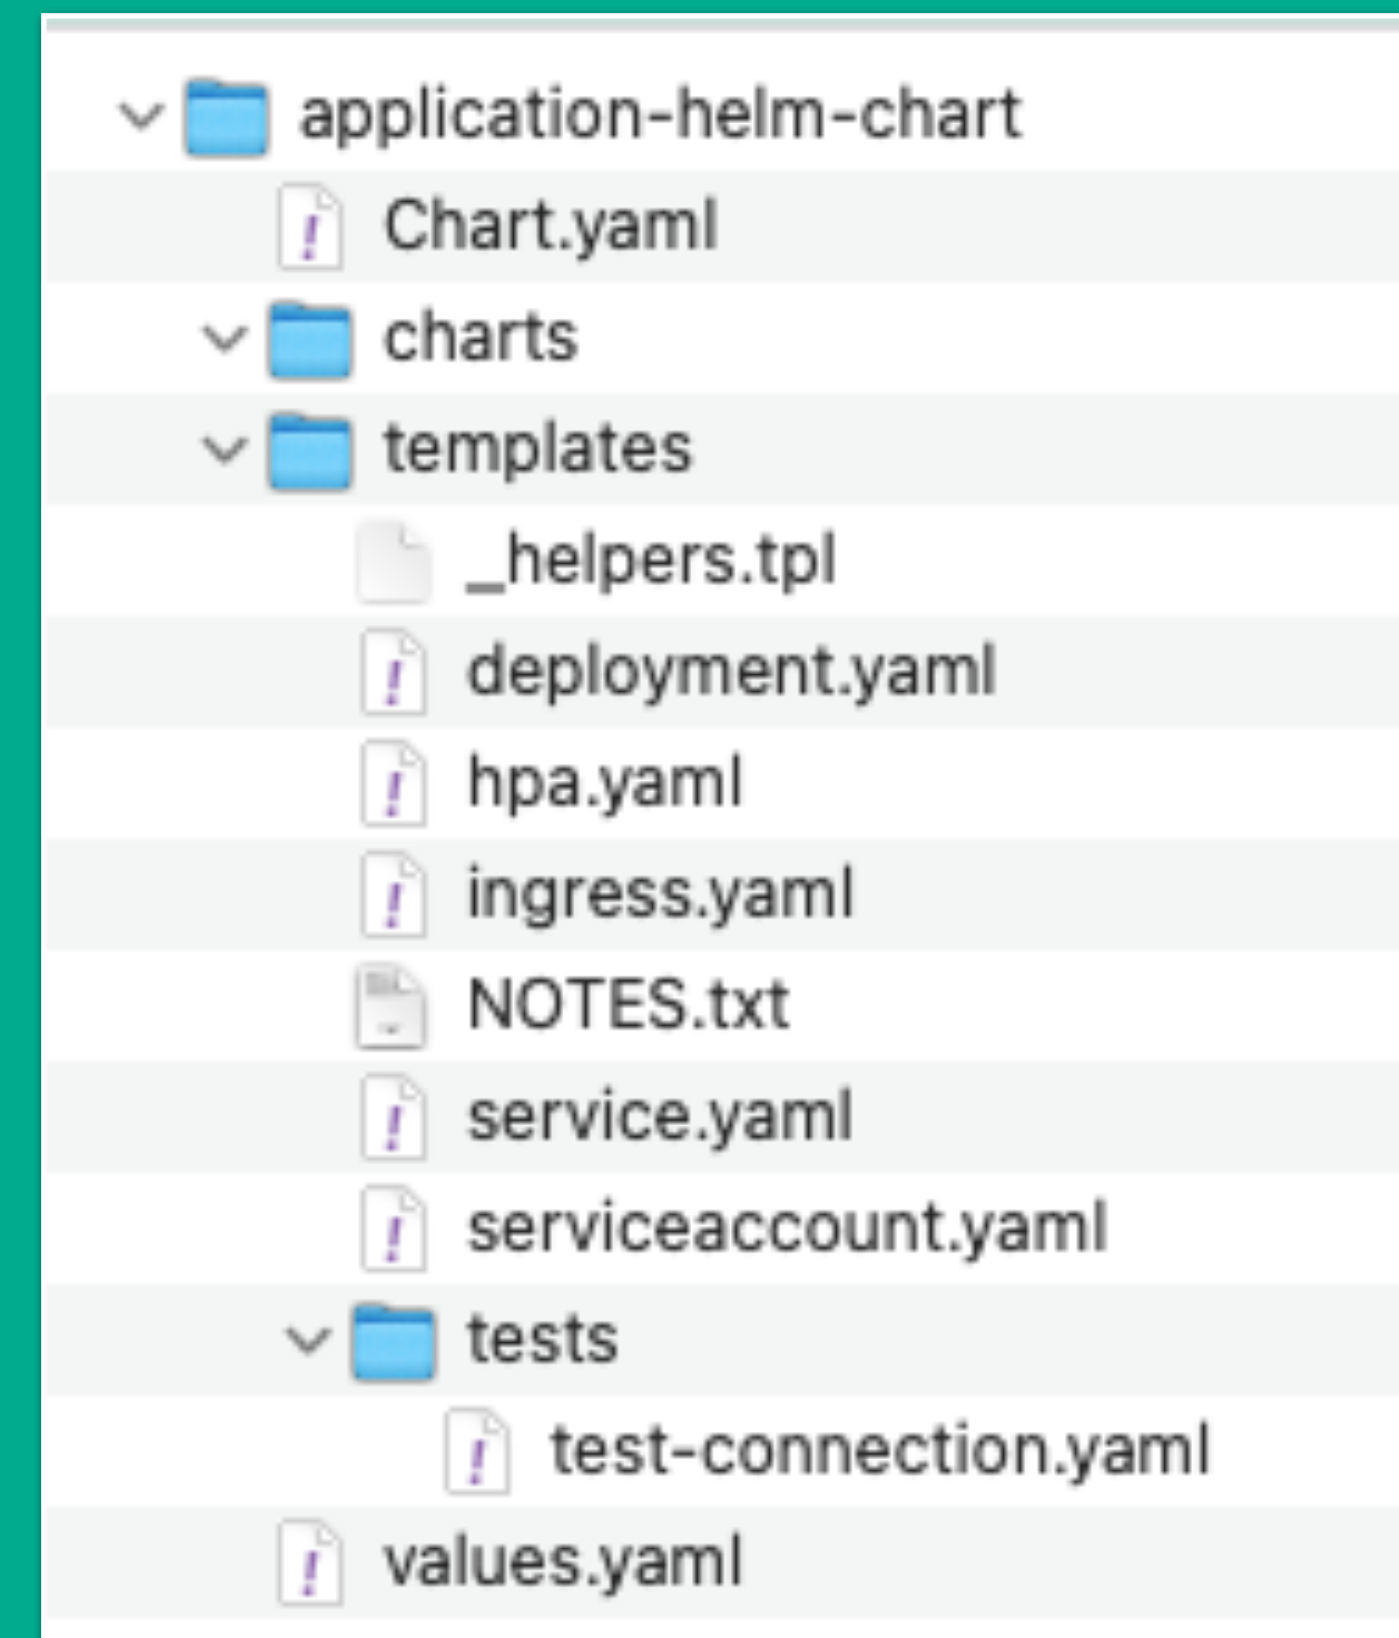 application-helm-chart
Chart.yaml
charts
templates
_helpers.tpl
deployment.yaml
hpa.yaml
ingress.yaml
NOTES.txt
service.yaml
serviceaccount.yaml
tests
test-connection.yaml
values.yaml